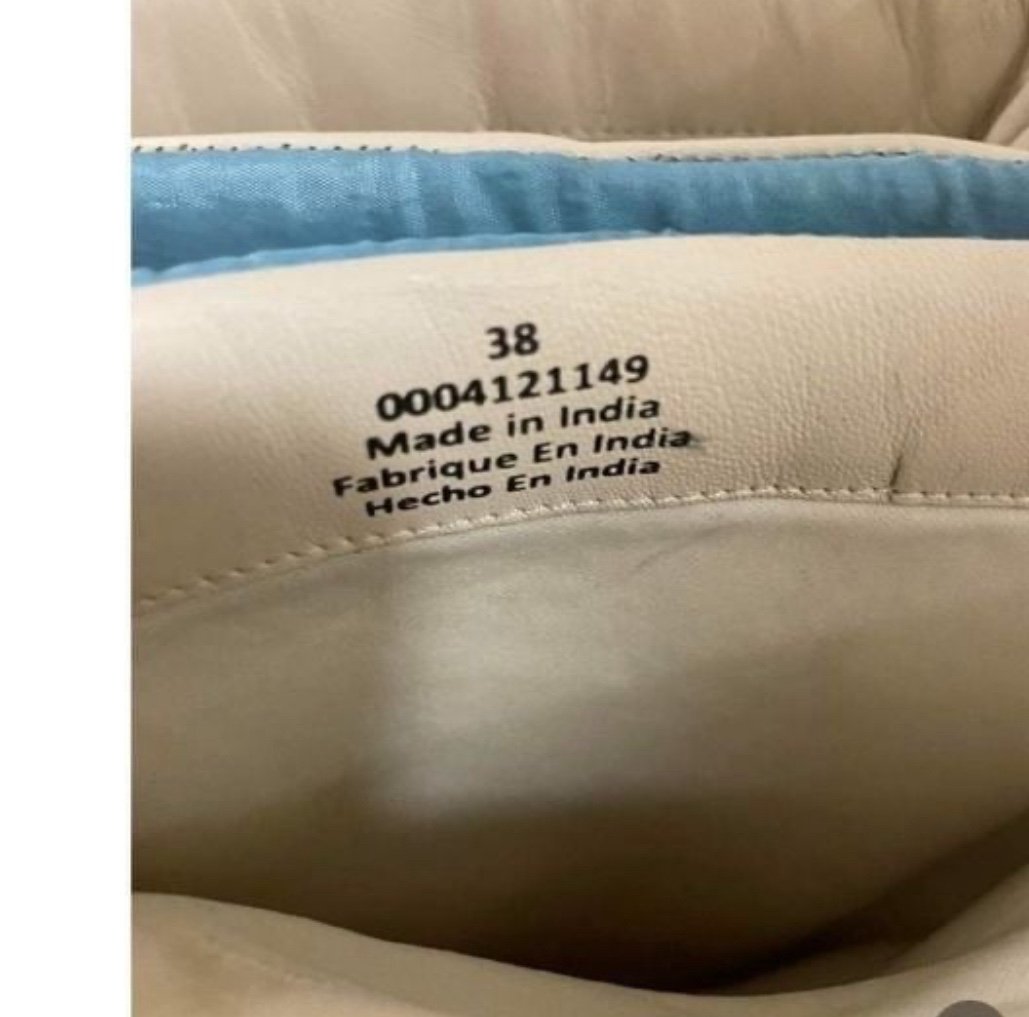 38
0004121149
Made in India
Fabrique En India
Hecho En India